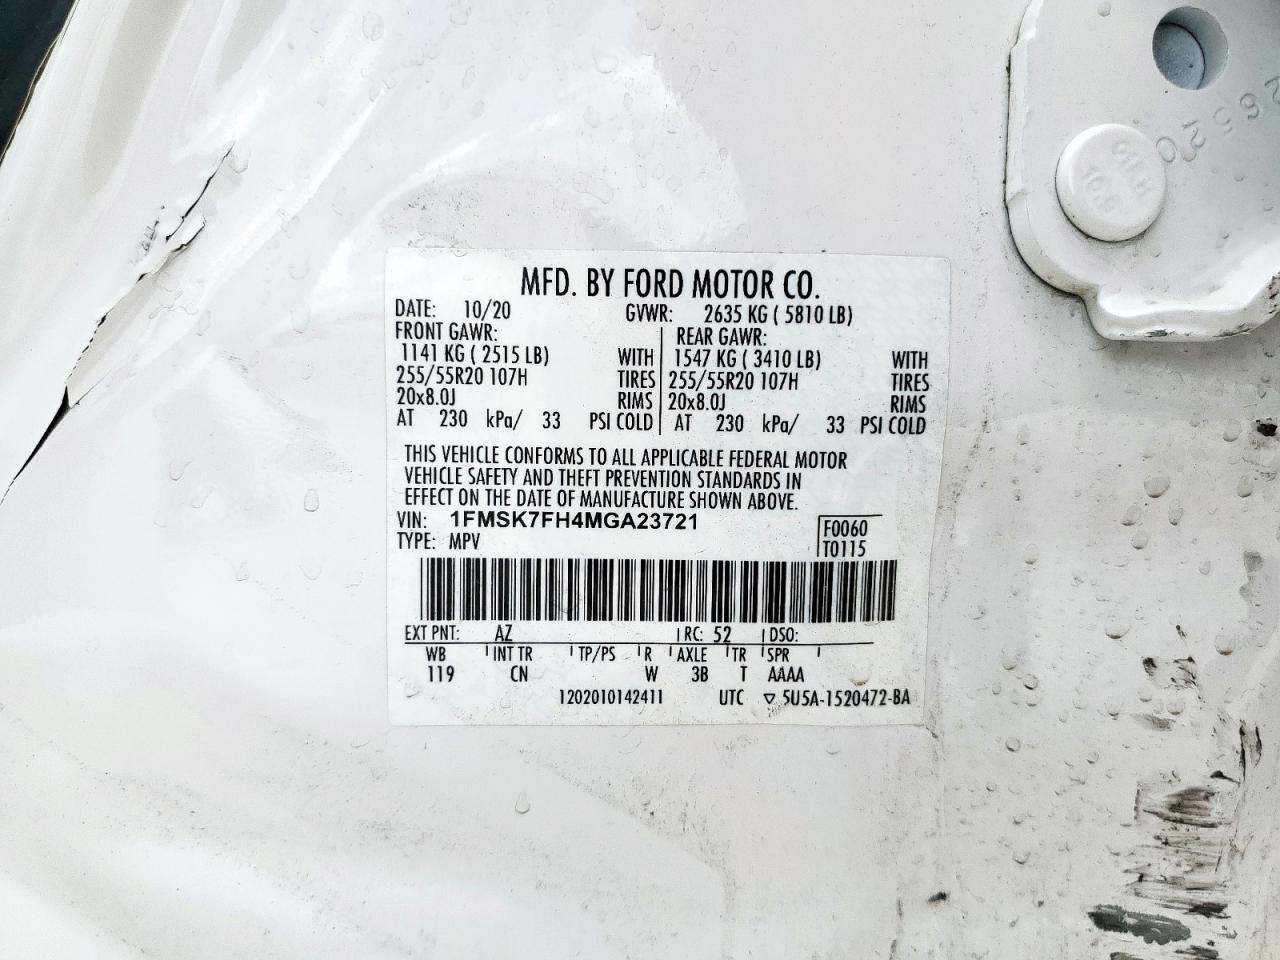 MFD. BY FORD MOTOR CO.
DATE: 10/20 GVWR: 2635 KG ( 5810 LB)
FRONT GAWR: REAR GAWR:
1141 KG ( 2515 LB) WITH 1547 KG ( 3410 LB) WITH
255/55R20 107H TIRES 255/55R20 107H TIRES
20x8.0J RIMS 20x8.0J RIMS
AT 230 kPa/ 33 PSI COLD AT 230 kPa/ 33 PSI COLD
THIS VEHICLE CONFORMS TO ALL APPLICABLE FEDERAL MOTOR
VEHICLE SAFETY AND THEFT PREVENTION STANDARDS IN
EFFECT ON THE DATE OF MANUFACTURE SHOWN ABOVE.
VIN: 1FMSK7FH4MGA23721 F0060
TYPE: MPV T0115
EXT PNT: AZ RC: 52 DSO:
WB INT TR TP/PS R AXLE TR SPR
119 CN W 3B T AAAA
1202010142411 UTC ▽ 5U5A-1520472-BA
26520